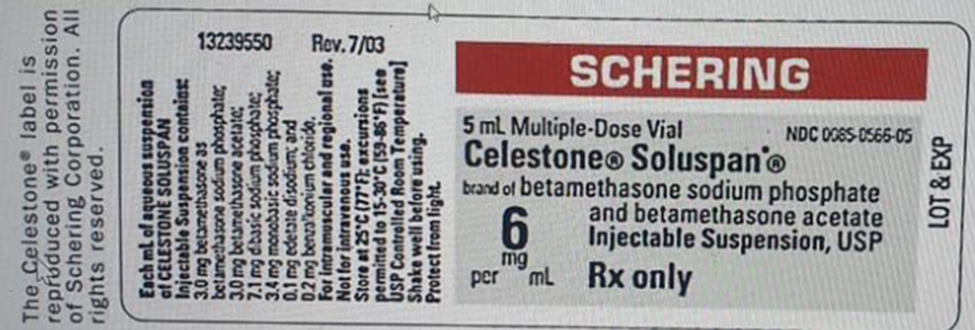 The Celestone® label is
reproduced with permission
of Schering Corporation. All
rights reserved.
13239550 Rev. 7/03
Each mL of aqueous suspension
of CELESTONE SOLUSPAN
Injectable Suspension contains:
3.0 mg betamethasone as
betamethasone sodium phosphate;
3.0 mg betamethasone acetate;
7.1 mg dibasic sodium phosphate;
3.4 mg monobasic sodium phosphate;
0.1 mg edetate disodium; and
0.2 mg benzalkonium chloride.
For intramuscular and regional use.
Not for intravenous use.
Store at 25°C (77°F); excursions
permitted to 15-30°C (59-86°F) [see
USP Controlled Room Temperature]
Shake well before using.
Protect from light.
SCHERING
5 mL Multiple-Dose Vial NDC 0085-0566-05
Celestone® Soluspan*®
brand of betamethasone sodium phosphate
and betamethasone acetate
Injectable Suspension, USP
6
mg
per mL
Rx only
LOT & EXP